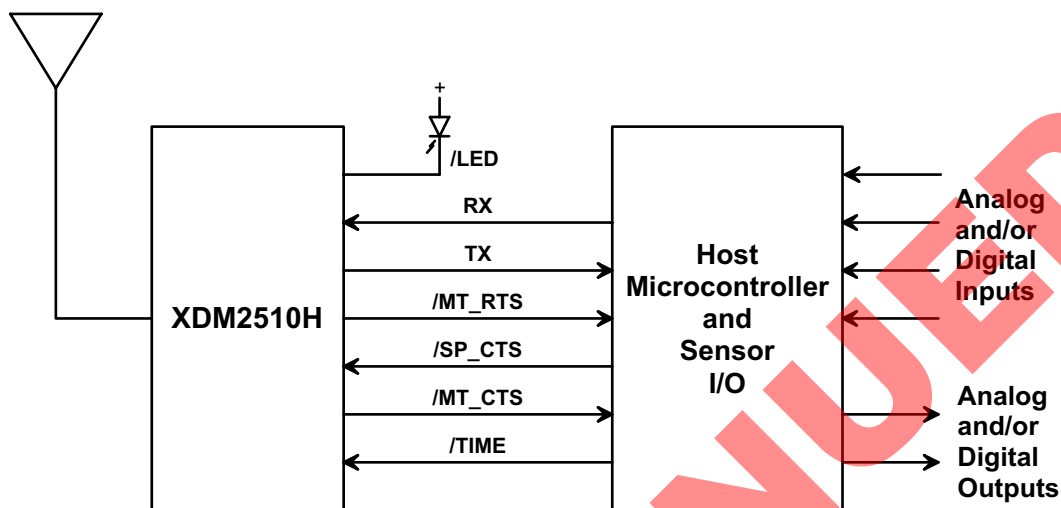 +
/LED
RX
TX
/MT_RTS
/SP_CTS
/MT_CTS
/TIME
XDM2510H
Host
Microcontroller
and
Sensor
I/O
Analog
and/or
Digital
Inputs
Analog
and/or
Digital
Outputs
NUED